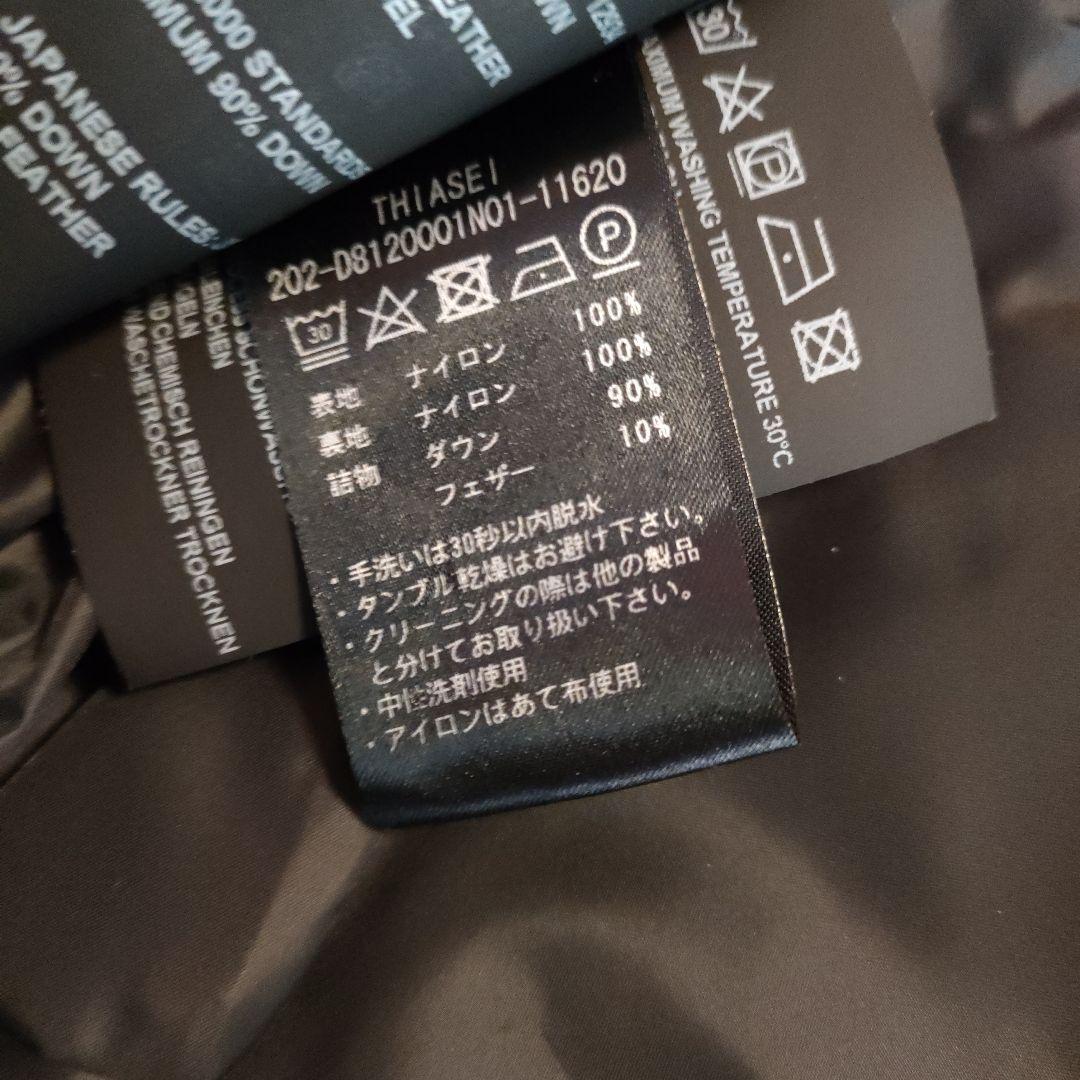 JAPANESE RULES
DOWN
FEATHER
000 STANDARDS
MUM 90% DOWN
THIASEI
202-D8120001N01-11620
30
P
表地 ナイロン 100%
裏地 ナイロン 100%
詰物 ダウン 90%
フェザー 10%
・手洗いは30秒以内脱水
・タンブル乾燥はお避け下さい。
・クリーニングの際は他の製品
と分けてお取り扱い下さい。
・中性洗剤使用
・アイロンはあて布使用
30
P
WASHING TEMPERATURE 30°C
CHEMISCH REINIGEN
WÄSCHETROCKNER TROCKNEN